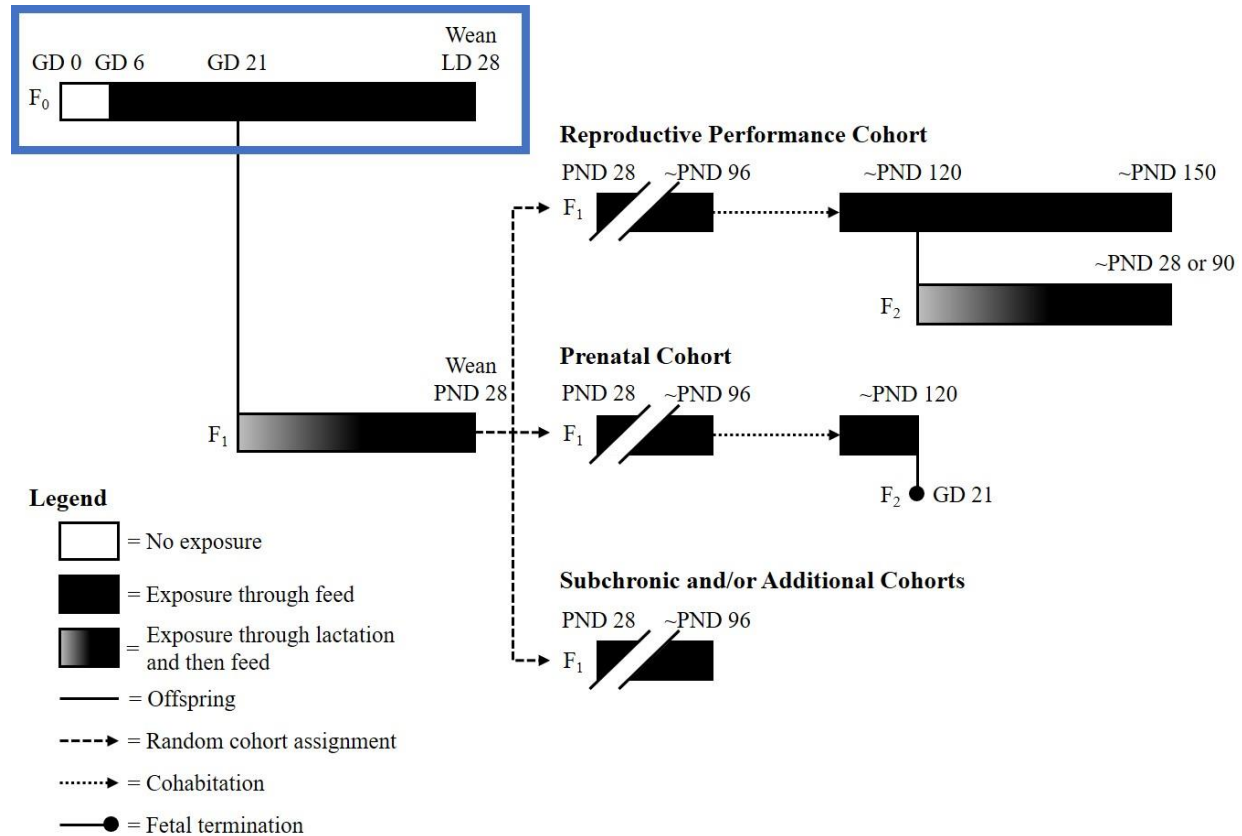 Wean
GD 0 GD 6 GD 21 LD 28
F₀
Reproductive Performance Cohort
PND 28 ~PND 96 ~PND 120 ~PND 150
F₁
~PND 28 or 90
F₂
Prenatal Cohort
Wean
PND 28
PND 28 ~PND 96 ~PND 120
F₁
F₁
F₂ GD 21
Legend
= No exposure
= Exposure through feed
= Exposure through lactation
and then feed
= Offspring
= Random cohort assignment
= Cohabitation
= Fetal termination
Subchronic and/or Additional Cohorts
PND 28 ~PND 96
F₁